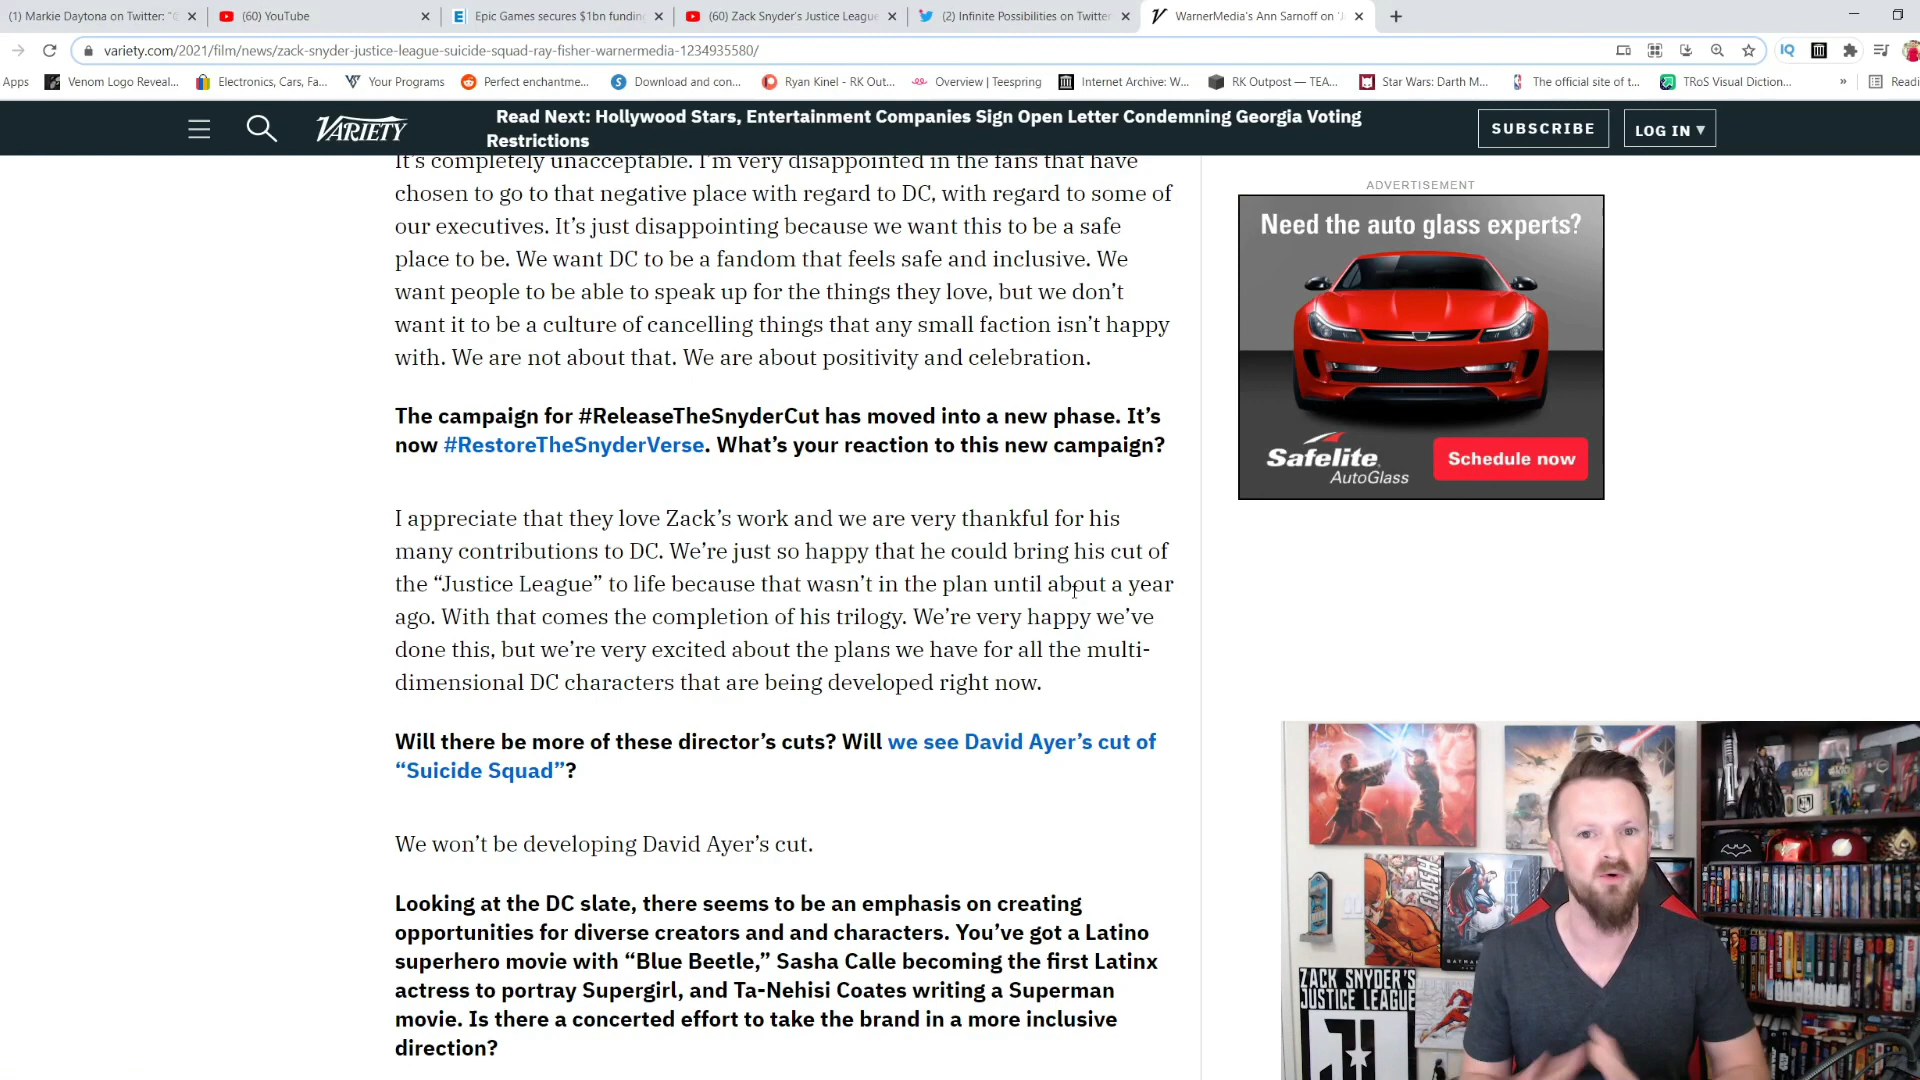 (1) Markie Daytona on Twitter: "G
(60) YouTube
Epic Games secures $1bn fundin
(60) Zack Snyder's Justice League
(2) Infinite Possibilities on Twitter
WarnerMedia's Ann Sarnoff on 'J
variety.com/2021/film/news/zack-snyder-justice-league-suicide-squad-ray-fisher-warnermedia-1234935580/
IQ
Apps
Venom Logo Reveal...
Electronics, Cars, Fa...
Your Programs
Perfect enchantme...
Download and con...
Ryan Kinel - RK Out...
Overview | Teespring
Internet Archive: W...
RK Outpost — TEA...
Star Wars: Darth M...
The official site of t...
TRoS Visual Diction...
»
Readi
VARIETY
Read Next: Hollywood Stars, Entertainment Companies Sign Open Letter Condemning Georgia Voting
Restrictions
SUBSCRIBE
LOG IN ▾
It's completely unacceptable. I'm very disappointed in the fans that have
chosen to go to that negative place with regard to DC, with regard to some of
our executives. It's just disappointing because we want this to be a safe
place to be. We want DC to be a fandom that feels safe and inclusive. We
want people to be able to speak up for the things they love, but we don't
want it to be a culture of cancelling things that any small faction isn't happy
with. We are not about that. We are about positivity and celebration.
The campaign for #ReleaseTheSnyderCut has moved into a new phase. It's
now #RestoreTheSnyderVerse. What's your reaction to this new campaign?
I appreciate that they love Zack's work and we are very thankful for his
many contributions to DC. We're just so happy that he could bring his cut of
the “Justice League” to life because that wasn't in the plan until about a year
ago. With that comes the completion of his trilogy. We're very happy we've
done this, but we're very excited about the plans we have for all the multi-
dimensional DC characters that are being developed right now.
Will there be more of these director's cuts? Will we see David Ayer's cut of
“Suicide Squad”?
We won't be developing David Ayer's cut.
Looking at the DC slate, there seems to be an emphasis on creating
opportunities for diverse creators and and characters. You've got a Latino
superhero movie with “Blue Beetle,” Sasha Calle becoming the first Latinx
actress to portray Supergirl, and Ta-Nehisi Coates writing a Superman
movie. Is there a concerted effort to take the brand in a more inclusive
direction?
ADVERTISEMENT
Need the auto glass experts?
Safelite
AutoGlass
Schedule now
FLASH
BATMAN
ZACK SNYDER'S
JUSTICE LEAGUE